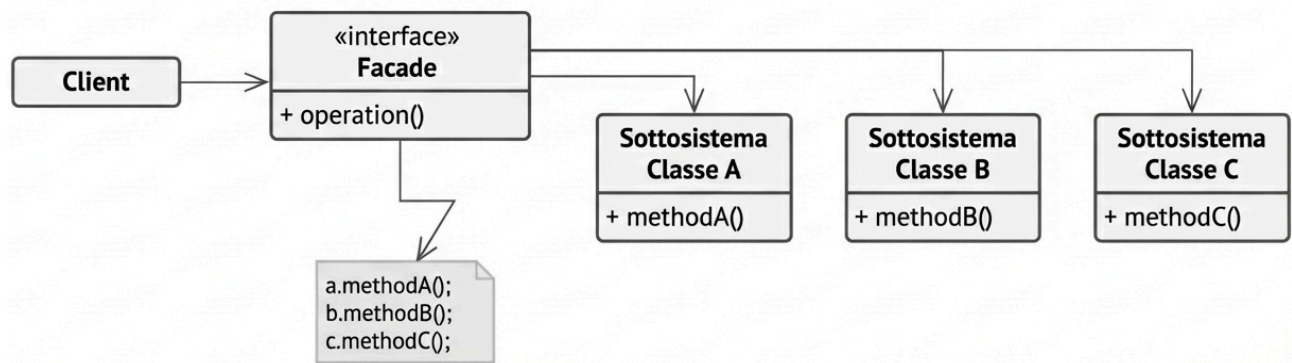 Client
«interface»
Facade
+ operation()
Sottosistema
Classe A
+ methodA()
Sottosistema
Classe B
+ methodB()
Sottosistema
Classe C
+ methodC()
a.methodA();
b.methodB();
c.methodC();